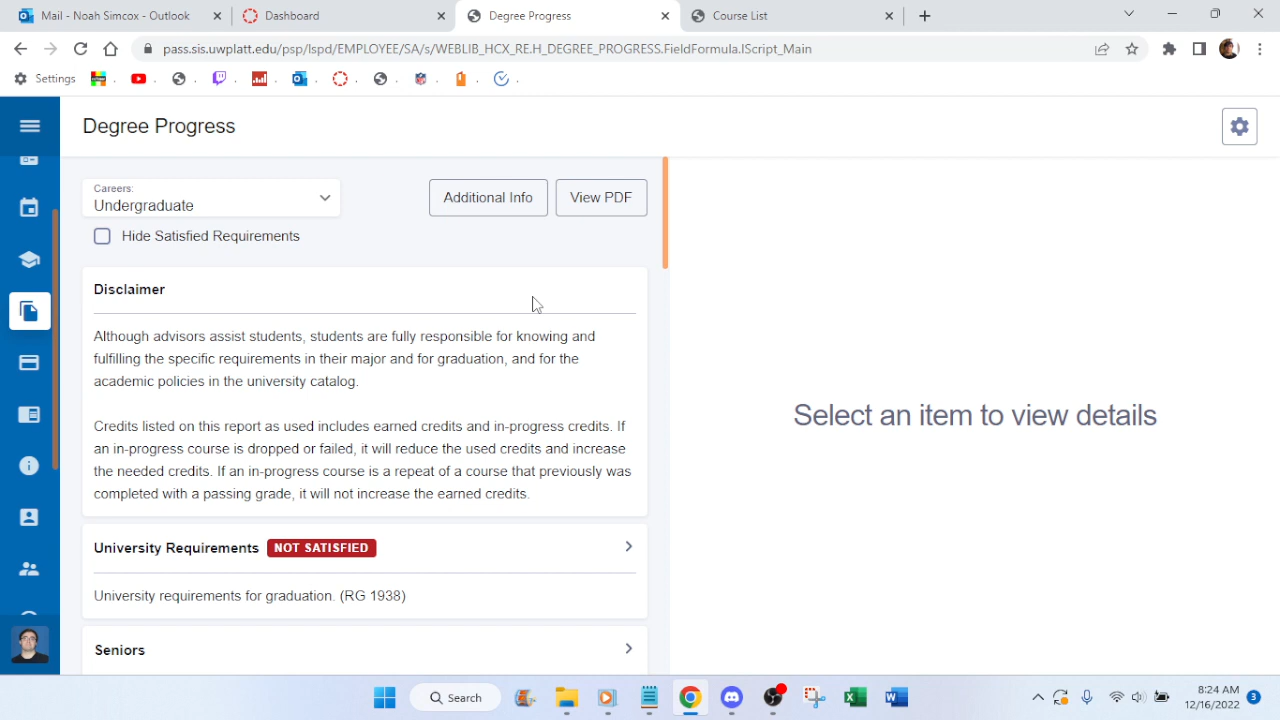 Mail - Noah Simcox - Outlook
Dashboard
Degree Progress
Course List
pass.sis.uwplatt.edu/psp/lspd/EMPLOYEE/SA/s/WEBLIB_HCX_RE.H_DEGREE_PROGRESS.FieldFormula.IScript_Main
Settings
Degree Progress
Careers:
Undergraduate
Additional Info
View PDF
Hide Satisfied Requirements
Disclaimer
Although advisors assist students, students are fully responsible for knowing and
fulfilling the specific requirements in their major and for graduation, and for the
academic policies in the university catalog.
Credits listed on this report as used includes earned credits and in-progress credits. If
an in-progress course is dropped or failed, it will reduce the used credits and increase
the needed credits. If an in-progress course is a repeat of a course that previously was
completed with a passing grade, it will not increase the earned credits.
University Requirements NOT SATISFIED
University requirements for graduation. (RG 1938)
Seniors
Select an item to view details
Search
8:24 AM
12/16/2022
3